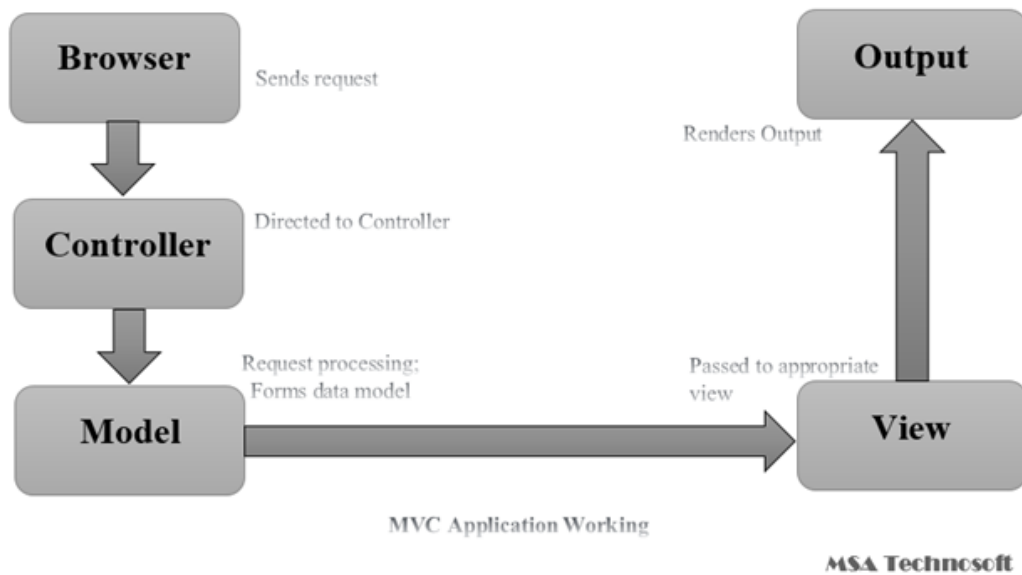 Browser
Sends request
Controller
Directed to Controller
Model
Request processing;
Forms data model
Passed to appropriate
view
View
Renders Output
Output
MVC Application Working
MSA Technosoft